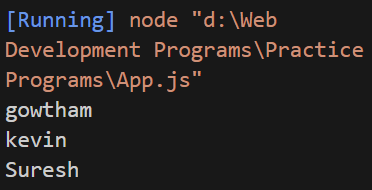 [Running] node "d:\Web
Development Programs\Practice
Programs\App.js"
gowtham
kevin
Suresh